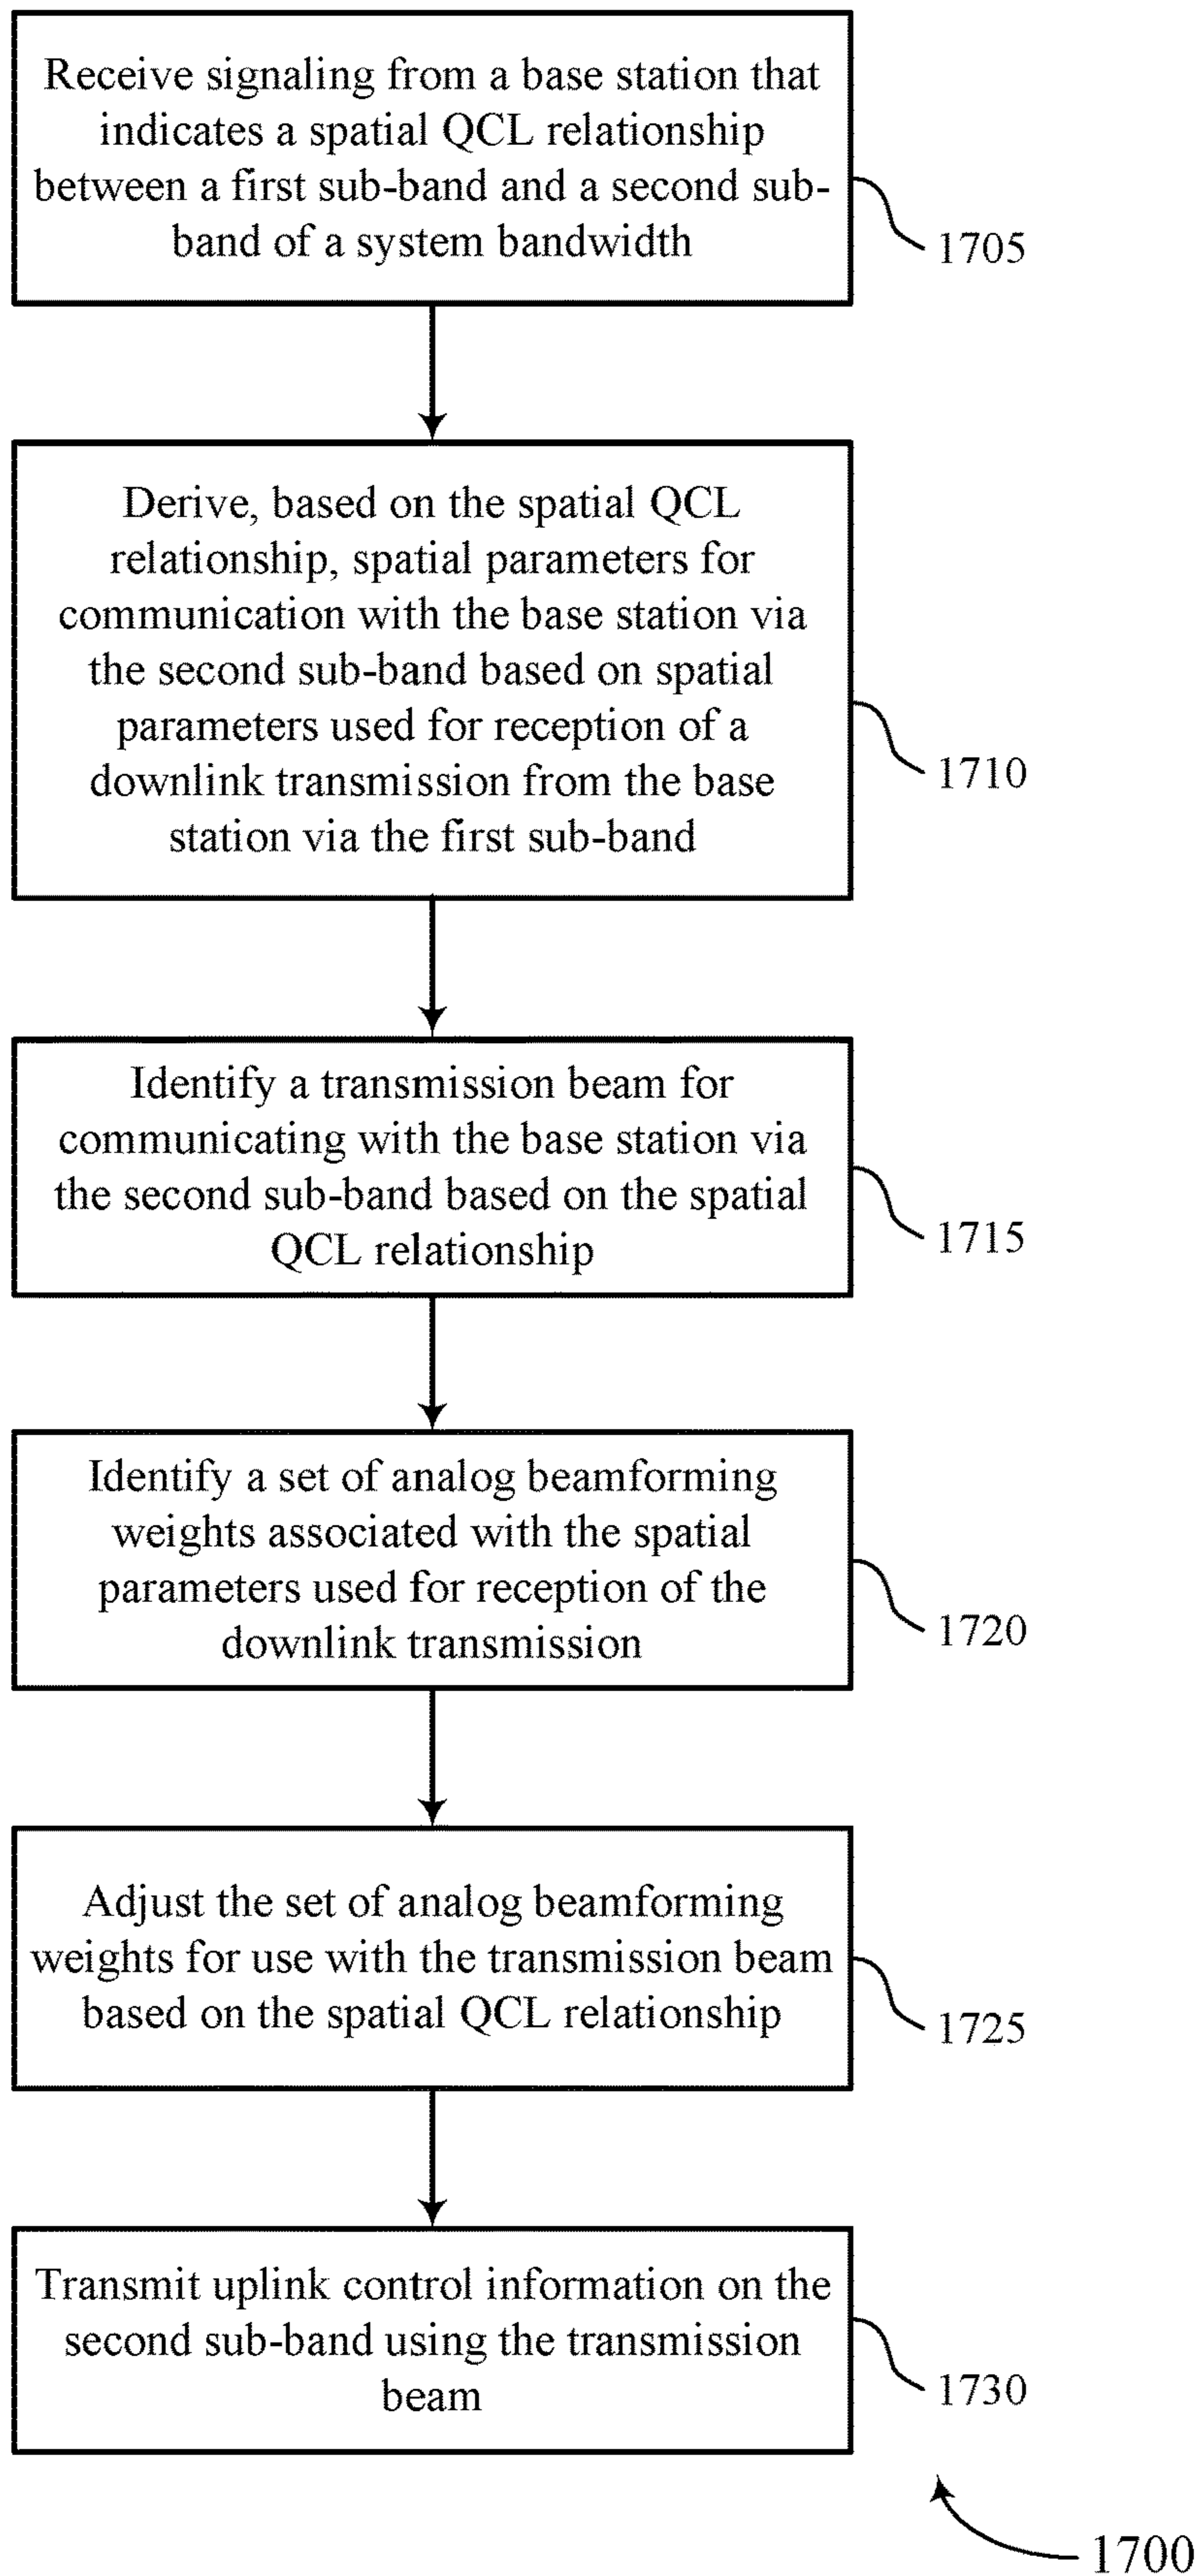 Receive signaling from a base station that
indicates a spatial QCL relationship
between a first sub-band and a second sub-
band of a system bandwidth
1705
Derive, based on the spatial QCL
relationship, spatial parameters for
communication with the base station via
the second sub-band based on spatial
parameters used for reception of a
downlink transmission from the base
station via the first sub-band
1710
Identify a transmission beam for
communicating with the base station via
the second sub-band based on the spatial
QCL relationship
1715
Identify a set of analog beamforming
weights associated with the spatial
parameters used for reception of the
downlink transmission
1720
Adjust the set of analog beamforming
weights for use with the transmission beam
based on the spatial QCL relationship
1725
Transmit uplink control information on the
second sub-band using the transmission
beam
1730
1700